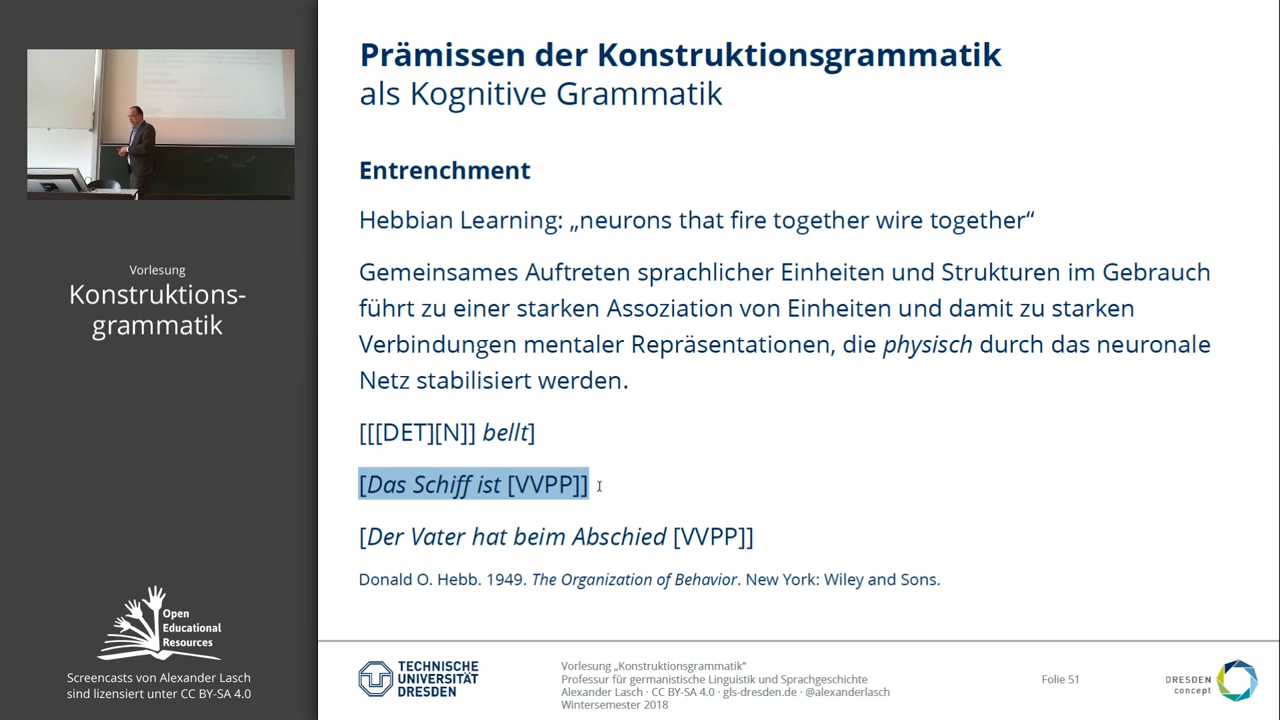 Prämissen der Konstruktionsgrammatik
als Kognitive Grammatik
Entrenchment
Hebbian Learning: „neurons that fire together wire together“
Gemeinsames Auftreten sprachlicher Einheiten und Strukturen im Gebrauch
führt zu einer starken Assoziation von Einheiten und damit zu starken
Verbindungen mentaler Repräsentationen, die physisch durch das neuronale
Netz stabilisiert werden.
[[[DET][N]] bellt]
[Das Schiff ist [VVPP]]
[Der Vater hat beim Abschied [VVPP]]
Donald O. Hebb. 1949. The Organization of Behavior. New York: Wiley and Sons.
Vorlesung
Konstruktions-
grammatik
Open
Educational
Resources
Screencasts von Alexander Lasch
sind lizensiert unter CC BY-SA 4.0
TECHNISCHE
UNIVERSITÄT
DRESDEN
Vorlesung „Konstruktionsgrammatik“
Professur für germanistische Linguistik und Sprachgeschichte
Alexander Lasch · CC BY-SA 4.0 · gls-dresden.de · @alexanderlasch
Wintersemester 2018
Folie 51
DRESDEN
concept